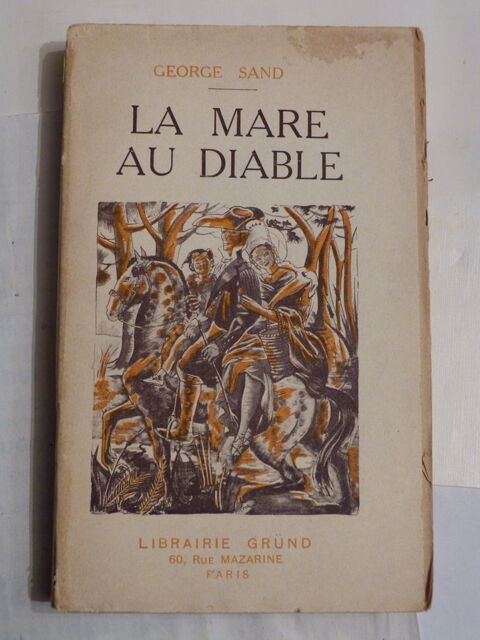 GEORGE SAND
LA MARE
AU DIABLE
LIBRAIRIE GRÜND
60, RUE MAZARINE
PARIS